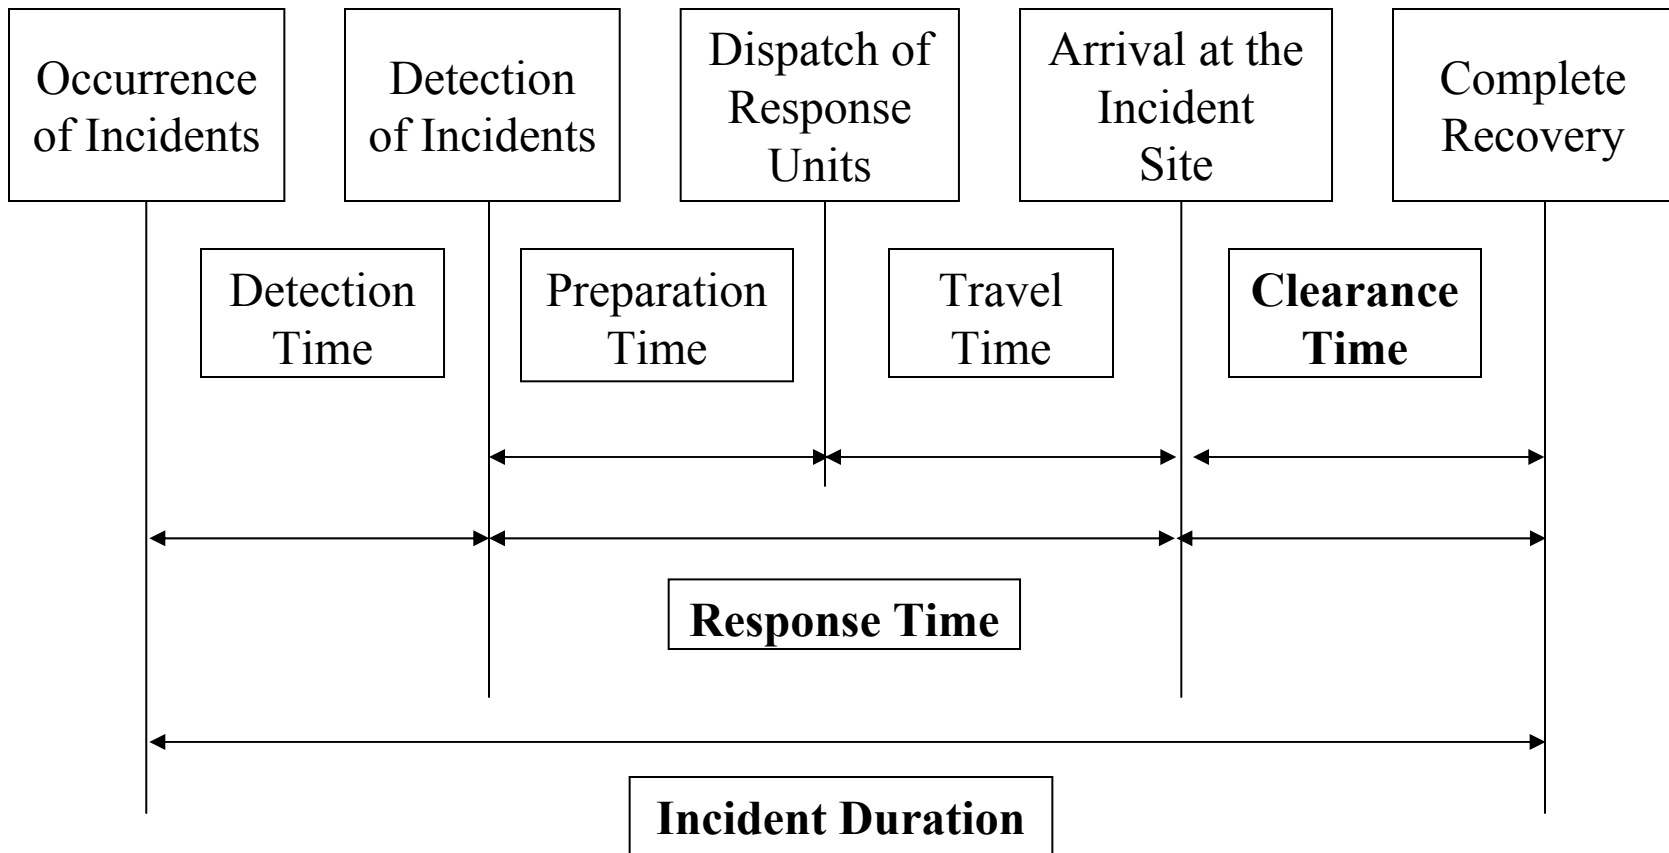 Occurrence
of Incidents
Detection
of Incidents
Dispatch of
Response
Units
Arrival at the
Incident
Site
Complete
Recovery
Detection
Time
Preparation
Time
Travel
Time
Clearance
Time
Response Time
Incident Duration